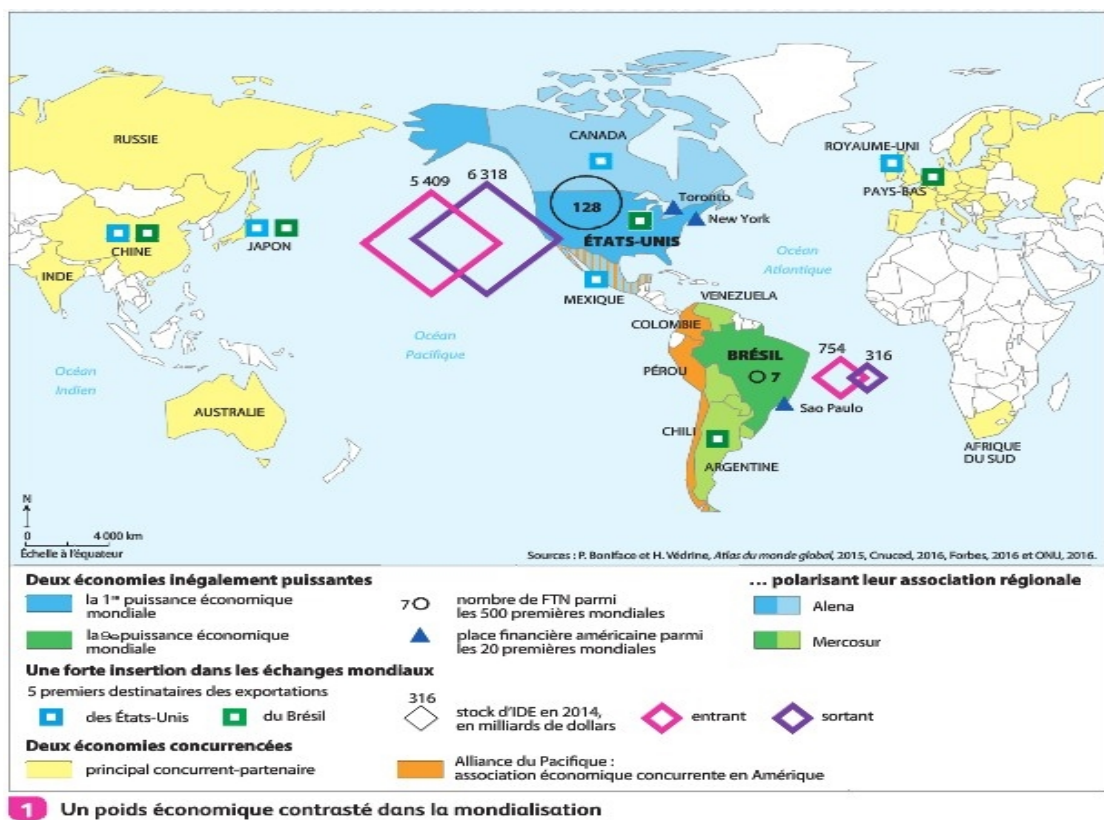 RUSSIE
CANADA
ROYAUME-UNI
5 409
6 318
PAYS-BAS
Toronto
128
New York
CHINE
JAPON
ÉTATS-UNIS
Océan
Atlantique
INDE
MEXIQUE
VENEZUELA
COLOMBIE
Océan
Pacifique
BRÉSIL
754
316
PÉROU
7
Océan
Indien
Sao Paulo
AUSTRALIE
CHILI
ARGENTINE
AFRIQUE
DU SUD
N
0 4 000 km
Échelle à l'équateur
Sources : P. Boniface et H. Védrine, Atlas du monde global, 2015, Cnuced, 2016, Forbes, 2016 et ONU, 2016.
Deux économies inégalement puissantes
la 1re puissance économique
mondiale
la puissance économique
mondiale
7 nombre de FTN parmi
les 500 premières mondiales
place financière américaine parmi
les 20 premières mondiales
... polarisant leur association régionale
Alena
Mercosur
Une forte insertion dans les échanges mondiaux
5 premiers destinataires des exportations
des États-Unis
du Brésil
316
stock d'IDE en 2014,
en milliards de dollars
entrant
sortant
Deux économies concurrencées
principal concurrent-partenaire
Alliance du Pacifique :
association économique concurrente en Amérique
1 Un poids économique contrasté dans la mondialisation